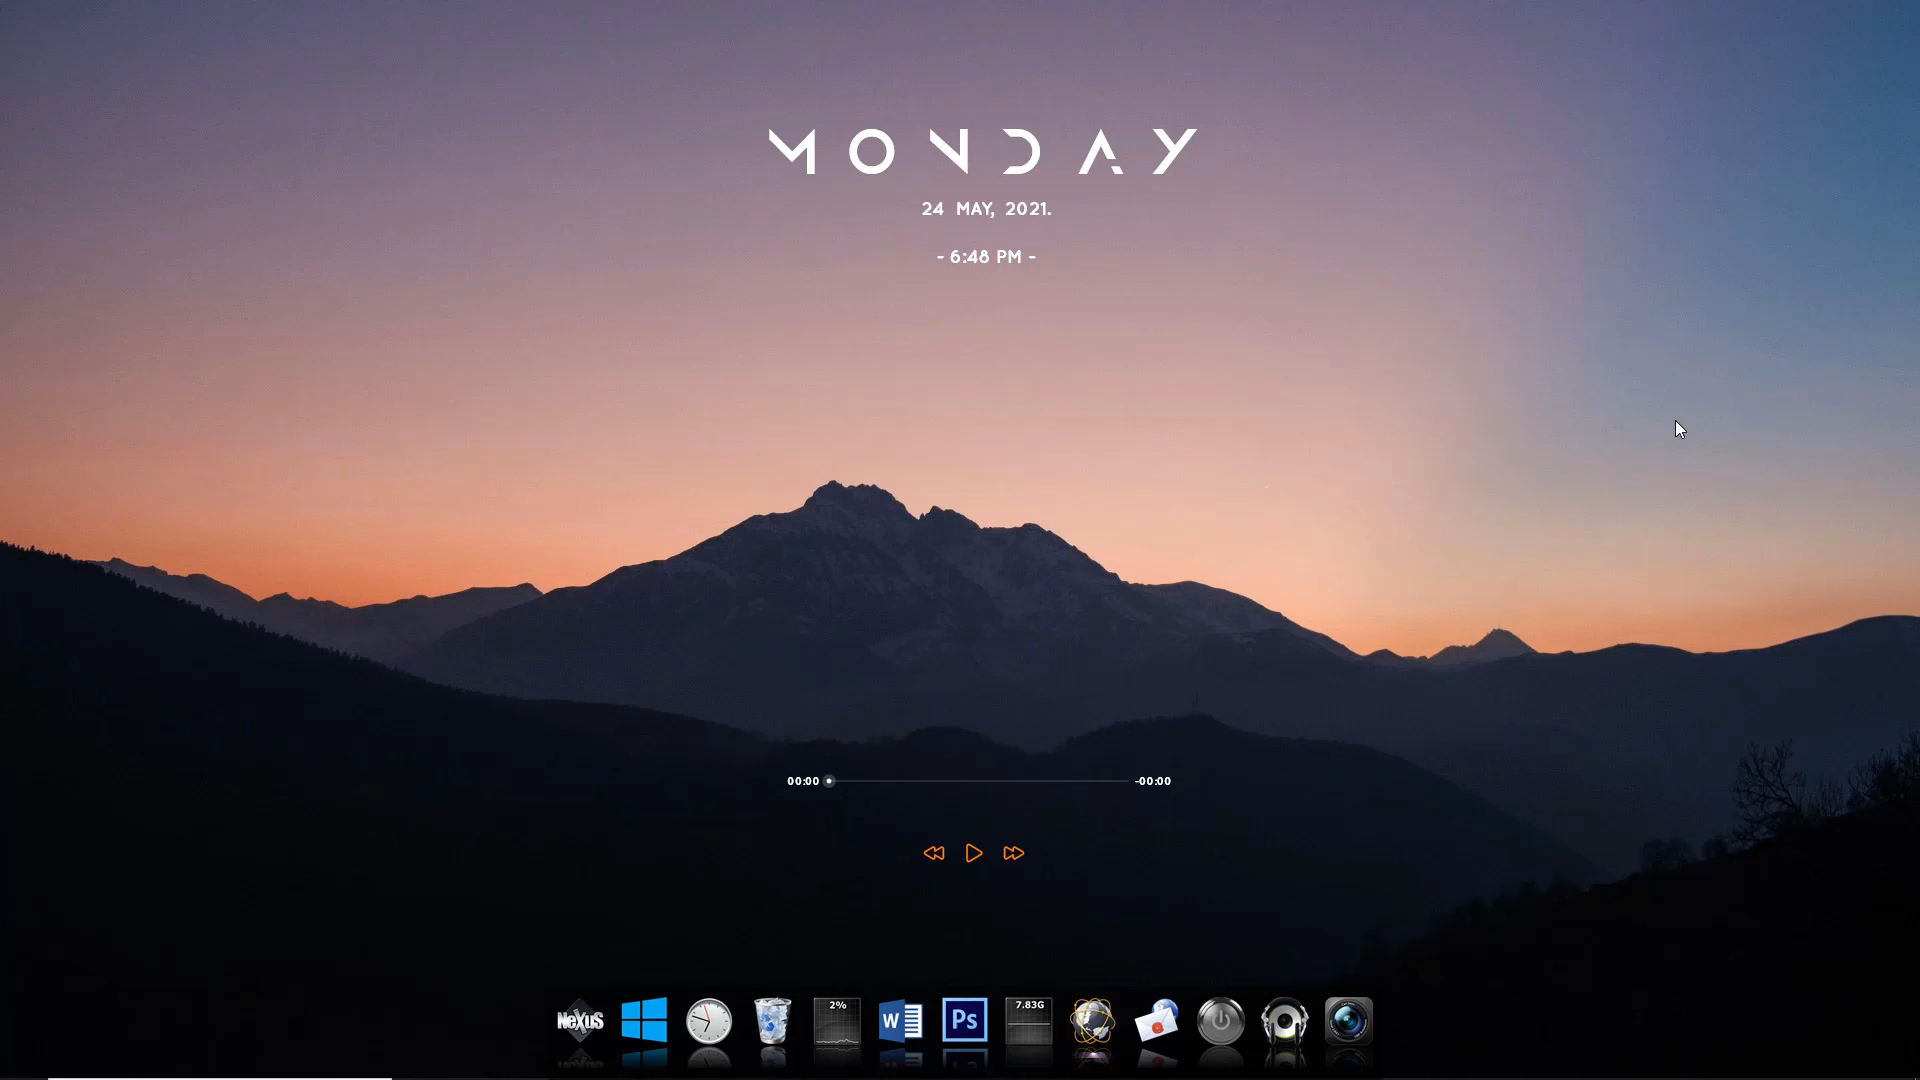 MONDAY
24 MAY, 2021.
- 6:48 PM -
00:00 -00:00
NeXuS 2% W Ps 7.83G